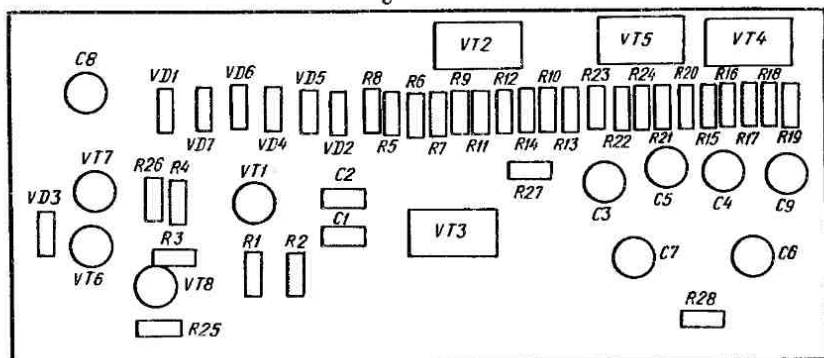 VT2 VT5 VT4
C8
VD1 VD6 VD5 R8 R6 R9 R12 R10 R23 R24 R20 R16 R18
VD7 VD4 VD2 R5 R7 R11 R14 R13 R22 R21 R15 R17 R19
VT7 R26 R4 VT1 C2 R27 C3 C5 C4 C9
VD3
C1 VT3
VT6 R3 R1 R2 C7 C6
VT8
R28
R25